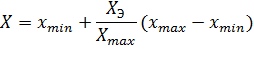 X = x_min + X_Э / X_max (x_max − x_min)